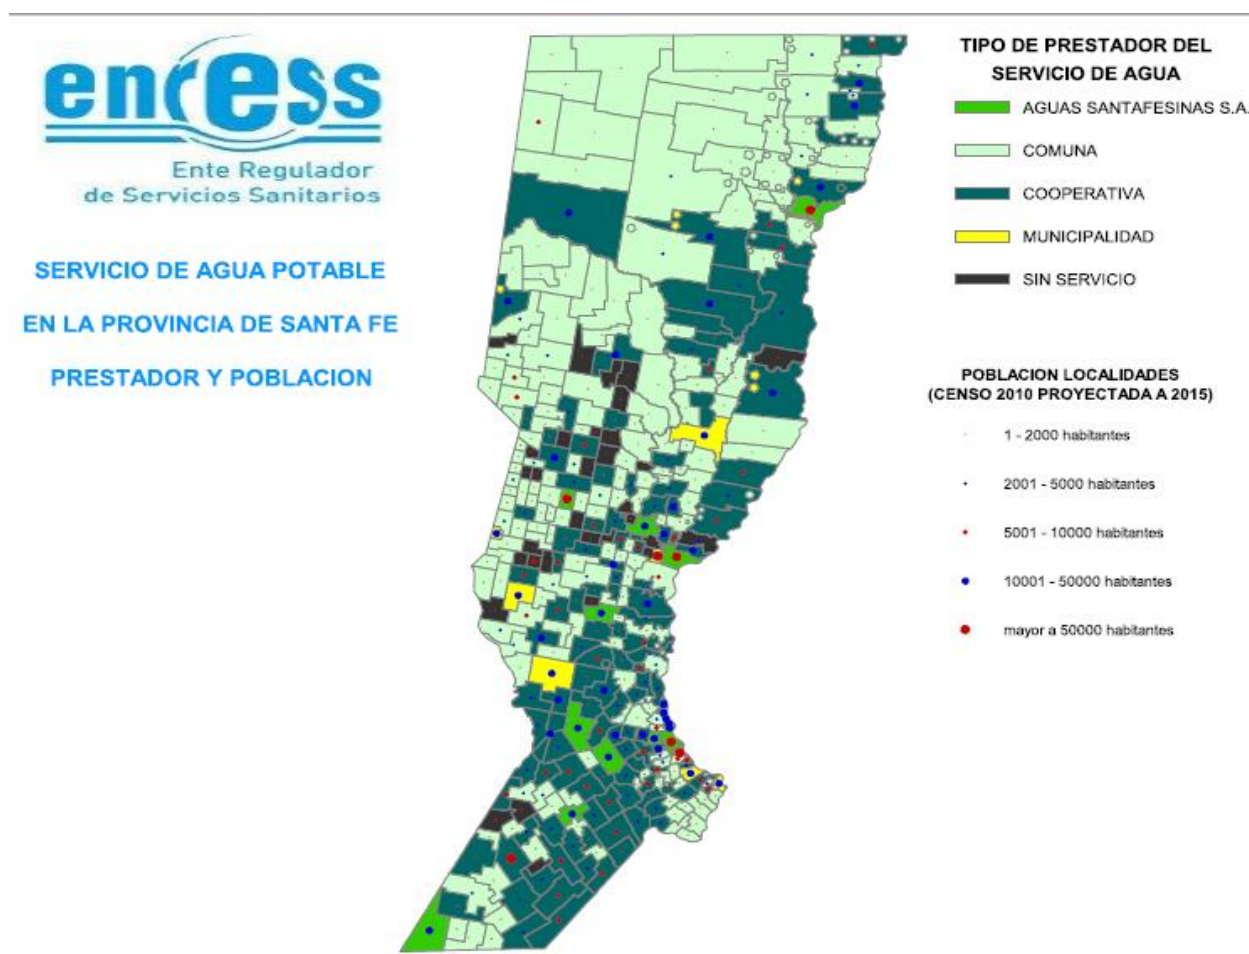 enress
Ente Regulador
de Servicios Sanitarios
SERVICIO DE AGUA POTABLE
EN LA PROVINCIA DE SANTA FE
PRESTADOR Y POBLACION
TIPO DE PRESTADOR DEL
SERVICIO DE AGUA
AGUAS SANTAFESINAS S.A.
COMUNA
COOPERATIVA
MUNICIPALIDAD
SIN SERVICIO
POBLACION LOCALIDADES
(CENSO 2010 PROYECTADA A 2015)
1 - 2000 habitantes
2001 - 5000 habitantes
5001 - 10000 habitantes
10001 - 50000 habitantes
mayor a 50000 habitantes